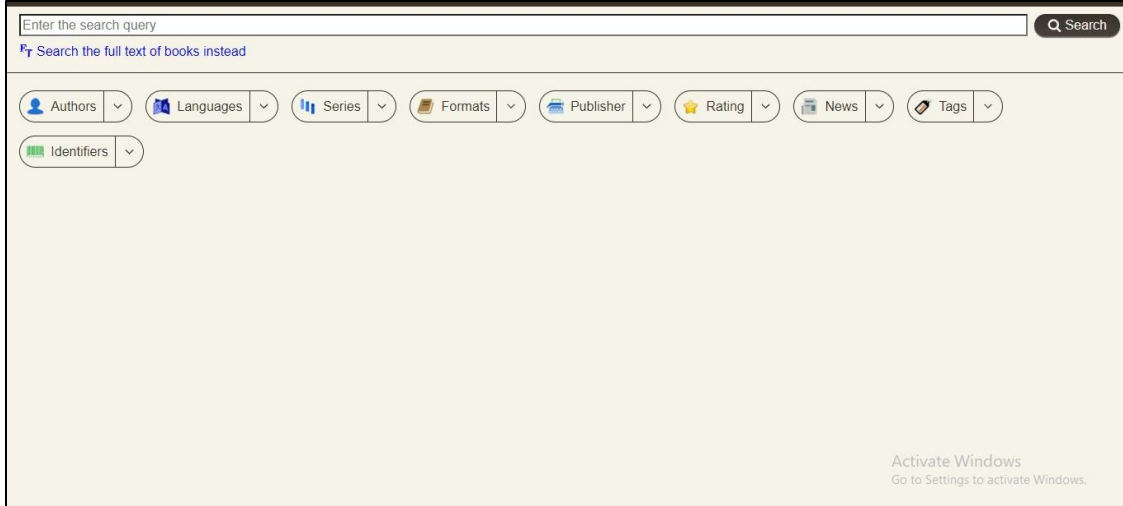 Enter the search query
Search
FT Search the full text of books instead
Authors Languages Series Formats Publisher Rating News Tags
Identifiers
Activate Windows
Go to Settings to activate Windows.